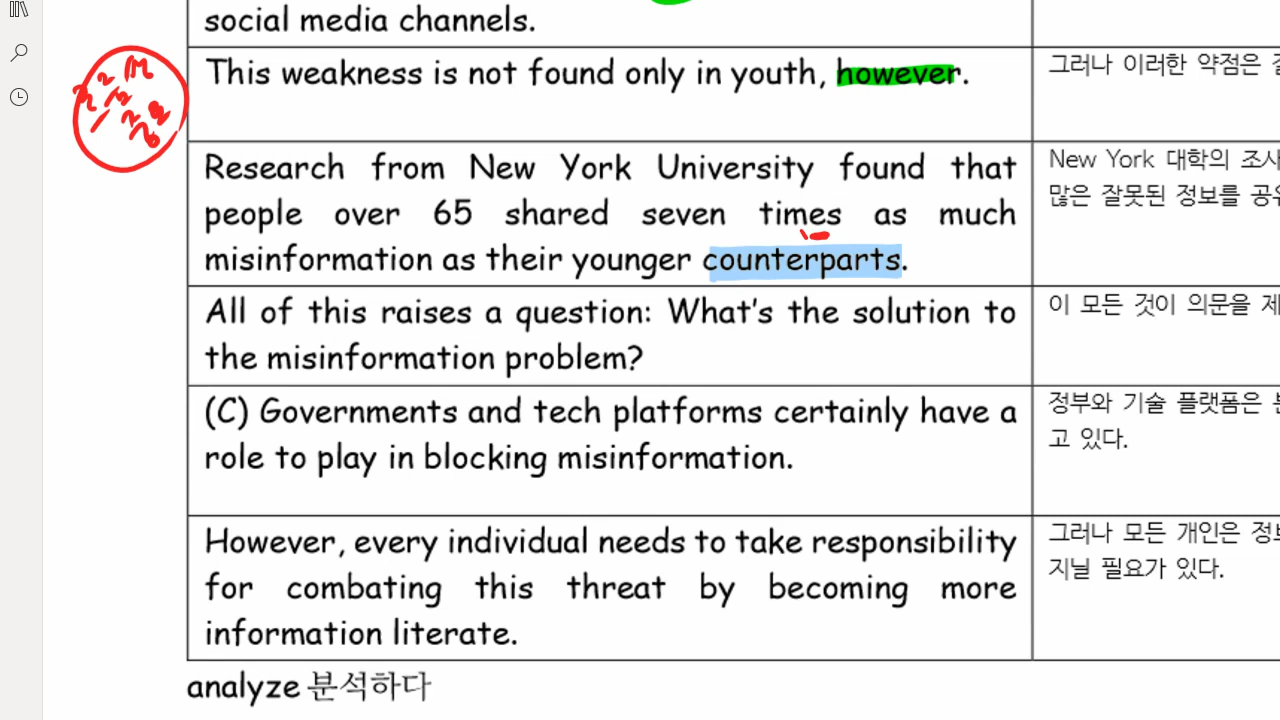 social media channels.
This weakness is not found only in youth, however.
그러나 이러한 약점은
Research from New York University found that
people over 65 shared seven times as much
misinformation as their younger counterparts.
New York 대학의 조사
많은 잘못된 정보를 공유
All of this raises a question: What's the solution to
the misinformation problem?
이 모든 것이 의문을 제
(C) Governments and tech platforms certainly have a
role to play in blocking misinformation.
정부와 기술 플랫폼은
고 있다.
However, every individual needs to take responsibility
for combating this threat by becoming more
information literate.
그러나 모든 개인은 정보
지닐 필요가 있다.
analyze 분석하다